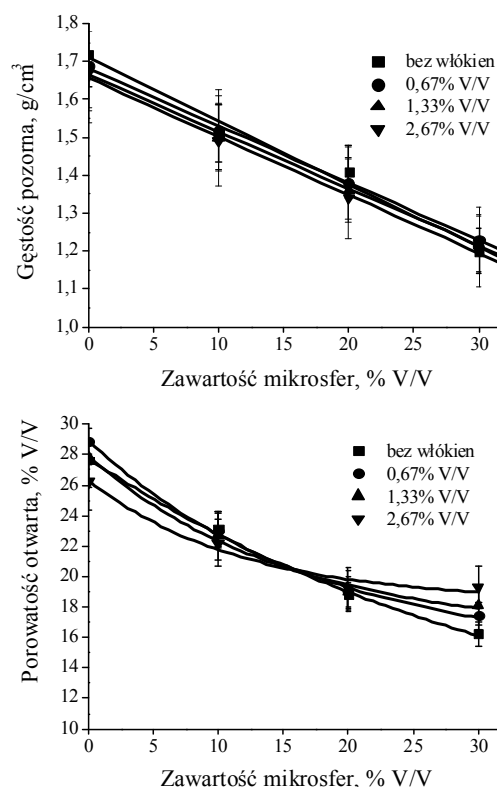 1,8
1,7
1,6
1,5
1,4
1,3
1,2
1,1
1,0
Gęstość pozorna, g/cm³
bez włókien
0,67% V/V
1,33% V/V
2,67% V/V
0 5 10 15 20 25 30
Zawartość mikrosfer, % V/V
30
28
26
24
22
20
18
16
14
12
10
Porowatość otwarta, % V/V
bez włókien
0,67% V/V
1,33% V/V
2,67% V/V
0 5 10 15 20 25 30
Zawartość mikrosfer, % V/V